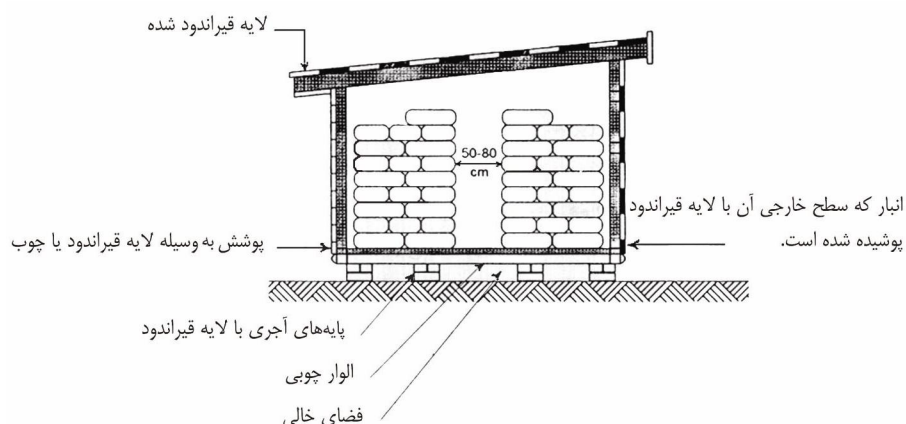 لایه قیراندود شده
50-80
cm
انبار که سطح خارجی آن با لایه قیراندود
پوشیده شده است.
پوشش به وسیله لایه قیراندود یا چوب
پایه‌های آجری با لایه قیراندود
الوار چوبی
فضای خالی